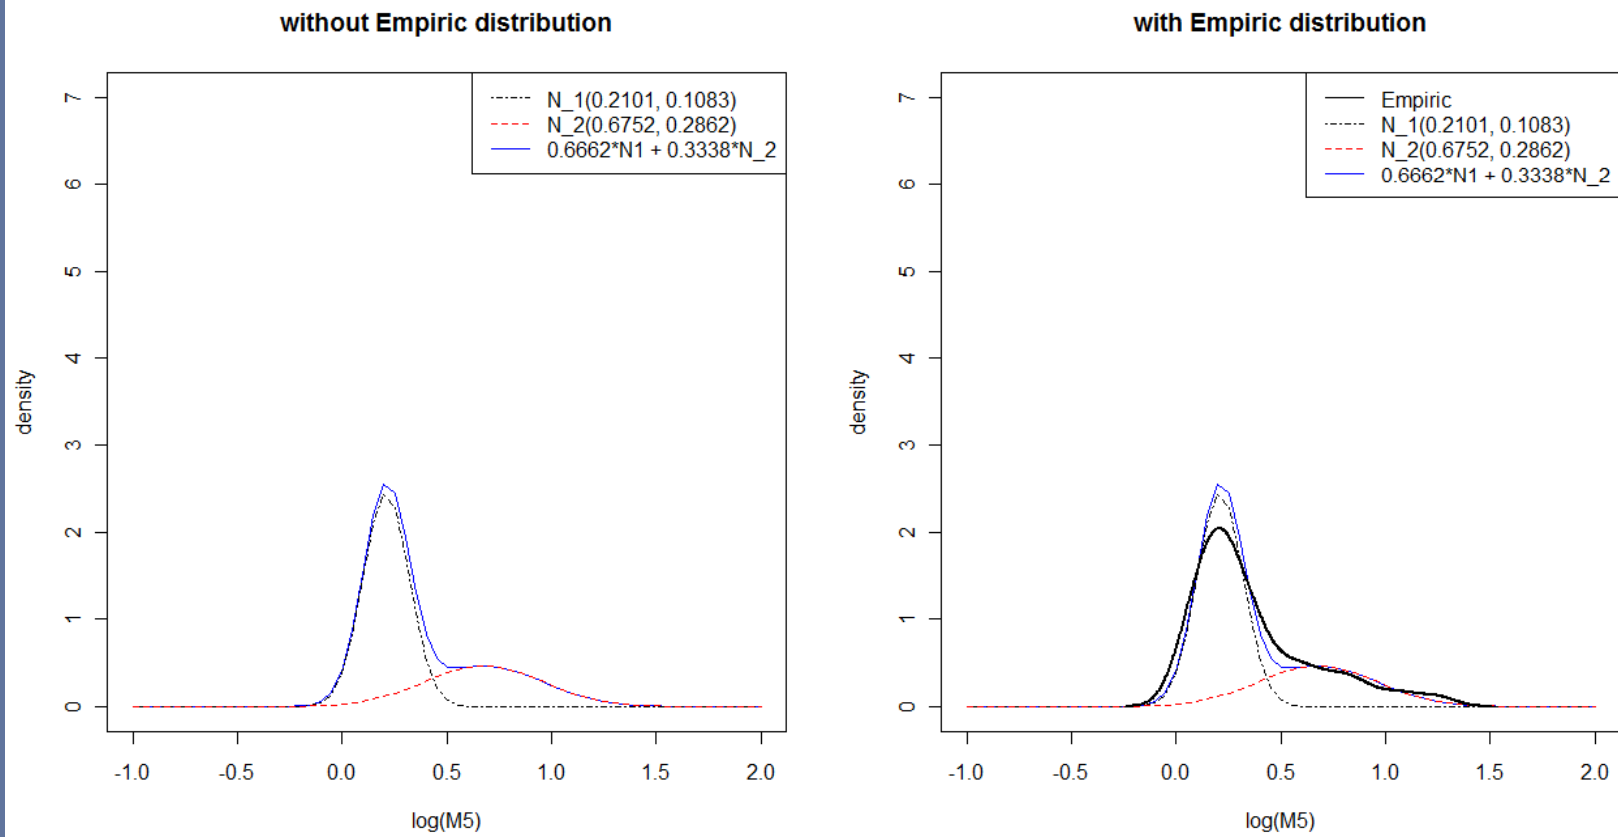 without Empiric distribution
7
6
5
4
3
2
1
0
density
N_1(0.2101, 0.1083)
N_2(0.6752, 0.2862)
0.6662*N1 + 0.3338*N_2
-1.0 -0.5 0.0 0.5 1.0 1.5 2.0
log(M5)
with Empiric distribution
7
6
5
4
3
2
1
0
density
Empiric
N_1(0.2101, 0.1083)
N_2(0.6752, 0.2862)
0.6662*N1 + 0.3338*N_2
-1.0 -0.5 0.0 0.5 1.0 1.5 2.0
log(M5)